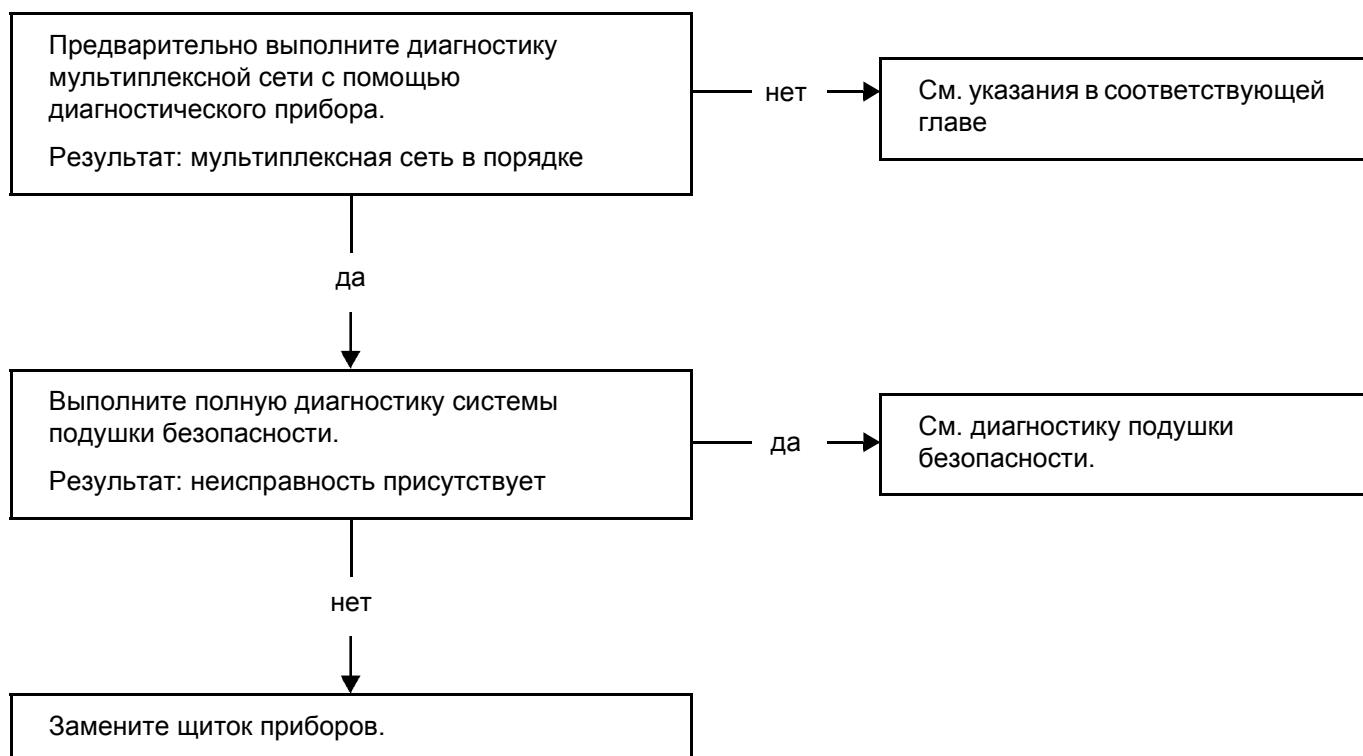 Предварительно выполните диагностику
мультиплексной сети с помощью
диагностического прибора.
Результат: мультиплексная сеть в порядке
нет
См. указания в соответствующей
главе
да
Выполните полную диагностику системы
подушки безопасности.
Результат: неисправность присутствует
да
См. диагностику подушки
безопасности.
нет
Замените щиток приборов.